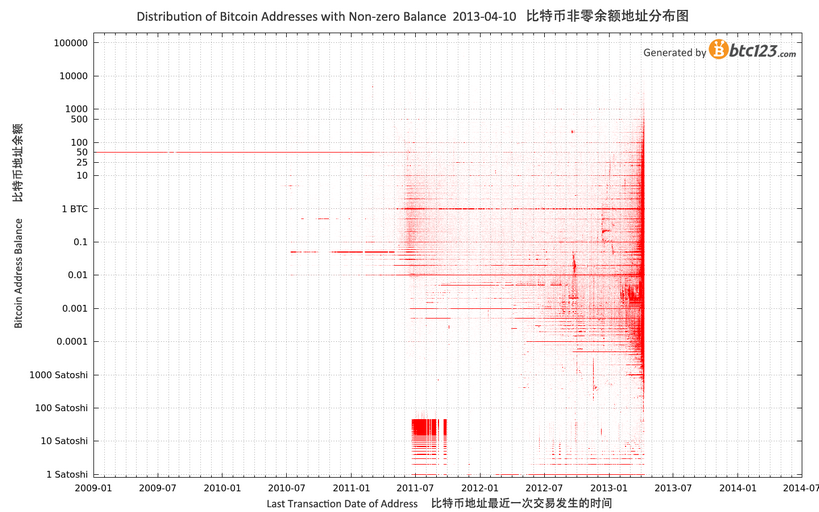 Distribution of Bitcoin Addresses with Non-zero Balance 2013-04-10 比特币非零余额地址分布图
Generated by btc123.com
比特币地址余额
Bitcoin Address Balance
100000
10000
1000
500
100
50
25
10
1 BTC
0.1
0.01
0.001
0.0001
1000 Satoshi
100 Satoshi
10 Satoshi
1 Satoshi
2009-01 2009-07 2010-01 2010-07 2011-01 2011-07 2012-01 2012-07 2013-01 2013-07 2014-01 2014-07
Last Transaction Date of Address 比特币地址最近一次交易发生的时间